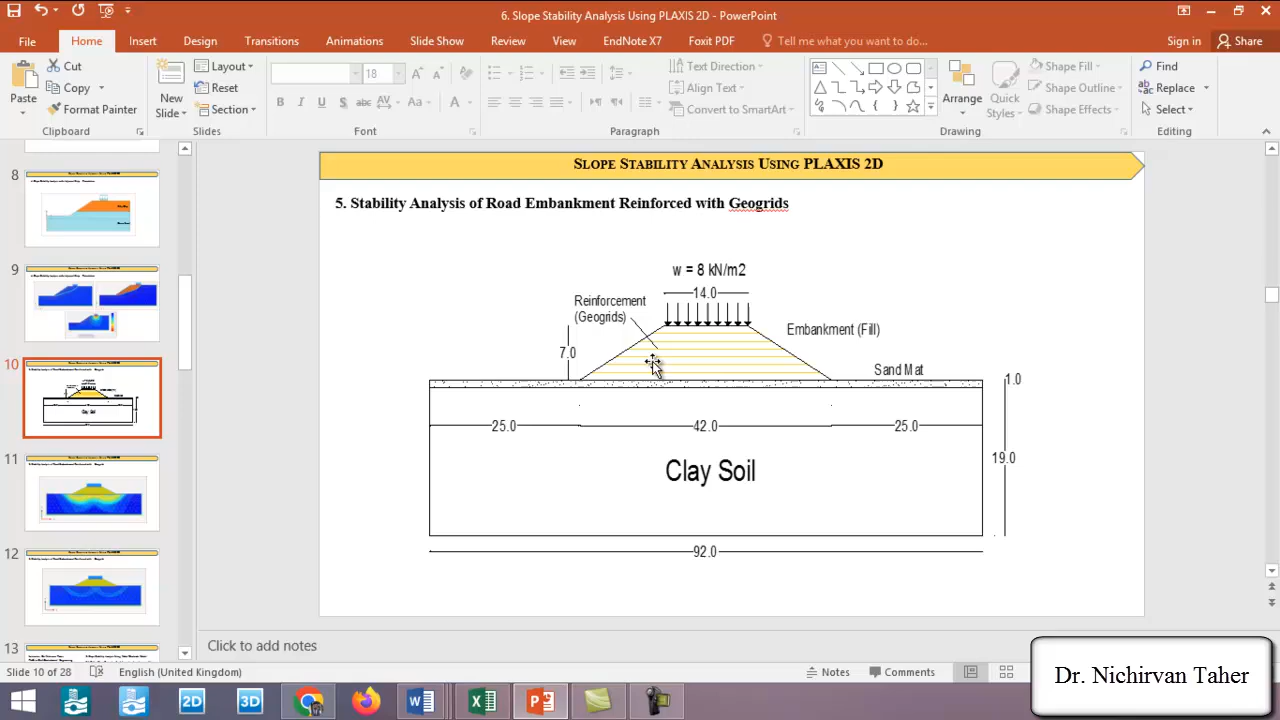 6. Slope Stability Analysis Using PLAXIS 2D - PowerPoint
File Home Insert Design Transitions Animations Slide Show Review View EndNote X7 Foxit PDF Tell me what you want to do... Sign in Share
Paste
Cut
Copy
Format Painter
Clipboard
New
Slide
Layout
Reset
Section
Slides
18
B I U S abc AV Aa A
Font
Text Direction
Align Text
Convert to SmartArt
Paragraph
Arrange
Quick
Styles
Shape Fill
Shape Outline
Shape Effects
Drawing
Find
Replace
Select
Editing
8
9
10
11
12
13
SLOPE STABILITY ANALYSIS USING PLAXIS 2D
5. Stability Analysis of Road Embankment Reinforced with Geogrids
w = 8 kN/m2
14.0
Reinforcement
(Geogrids)
Embankment (Fill)
7.0
Sand Mat
1.0
25.0 42.0 25.0
19.0
Clay Soil
92.0
Click to add notes
Slide 10 of 28 English (United Kingdom) Notes Comments
2D 3D
Dr. Nichirvan Taher